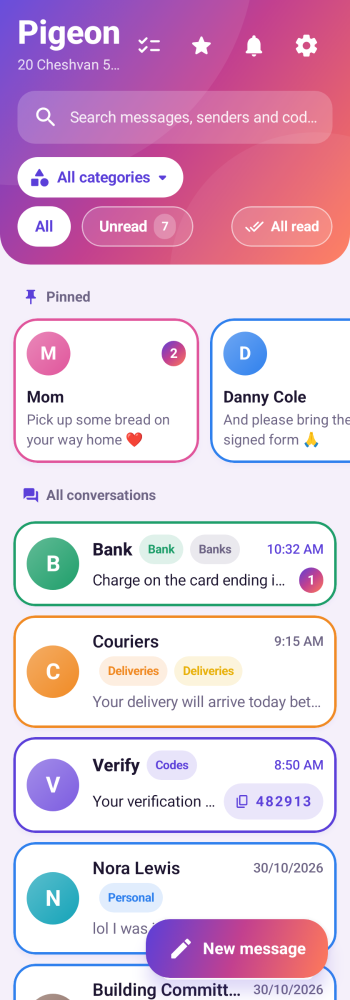 Pigeon
20 Cheshvan 5...
Search messages, senders and cod...
All categories
All
Unread 7
All read
Pinned
M
2
Mom
Pick up some bread on
your way home ❤️
D
Danny Cole
And please bring the
signed form 🙏
All conversations
B
Bank Bank Banks 10:32 AM
Charge on the card ending i... 1
C
Couriers 9:15 AM
Deliveries Deliveries
Your delivery will arrive today bet...
V
Verify Codes 8:50 AM
Your verification ... 482913
N
Nora Lewis 30/10/2026
Personal
lol I was
New message
Building Committ... 30/10/2026